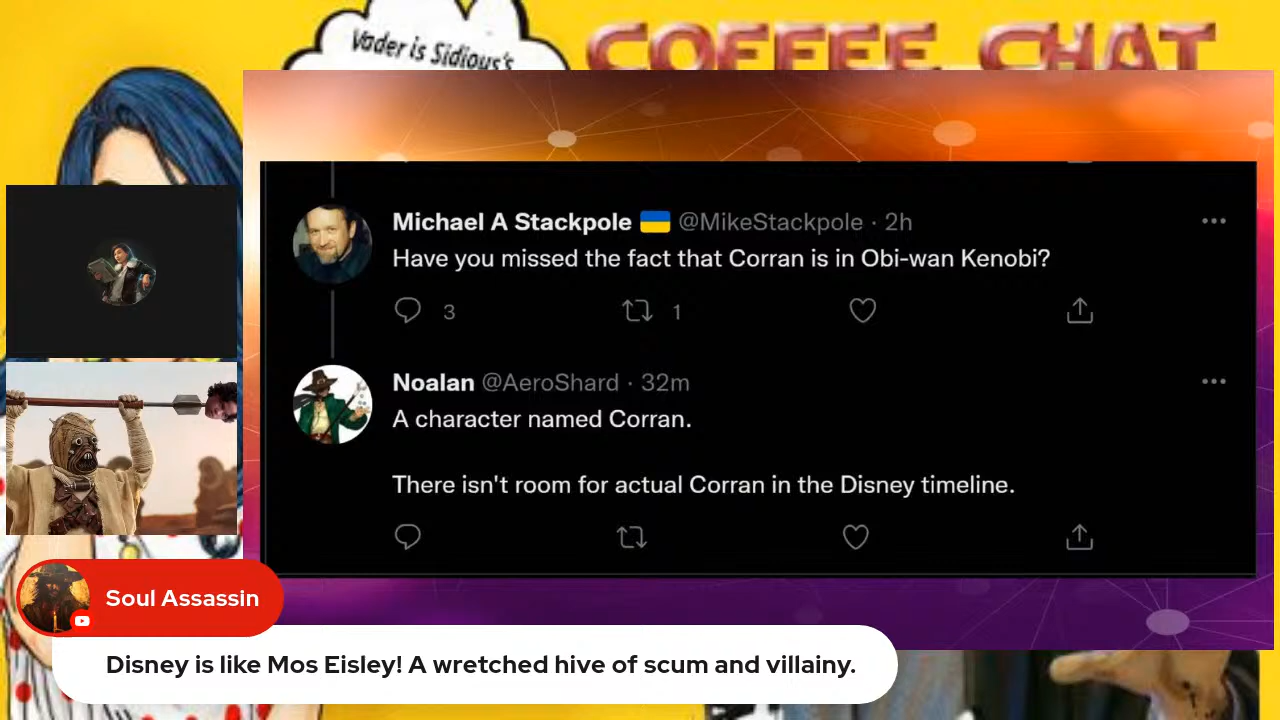 Vader is Sidious's
COFFEE CHAT
Michael A Stackpole 🇺🇦 @MikeStackpole · 2h
Have you missed the fact that Corran is in Obi-wan Kenobi?
3 1
Noalan @AeroShard · 32m
A character named Corran.
There isn't room for actual Corran in the Disney timeline.
Soul Assassin
Disney is like Mos Eisley! A wretched hive of scum and villainy.